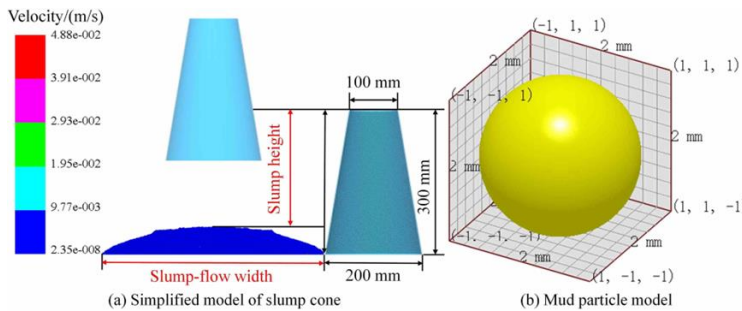 Velocity/(m/s)
4.88e-002
3.91e-002
2.93e-002
1.95e-002
9.77e-003
2.35e-008
Slump height
100 mm
300 mm
200 mm
Slump-flow width
(a) Simplified model of slump cone
(-1, 1, 1)
2 mm
(1, 1, 1)
(-1, -1, 1)
2 mm
2 mm
(-1, -1, -1)
2 mm
(1, 1, -1)
2 mm
(1, -1, -1)
(b) Mud particle model